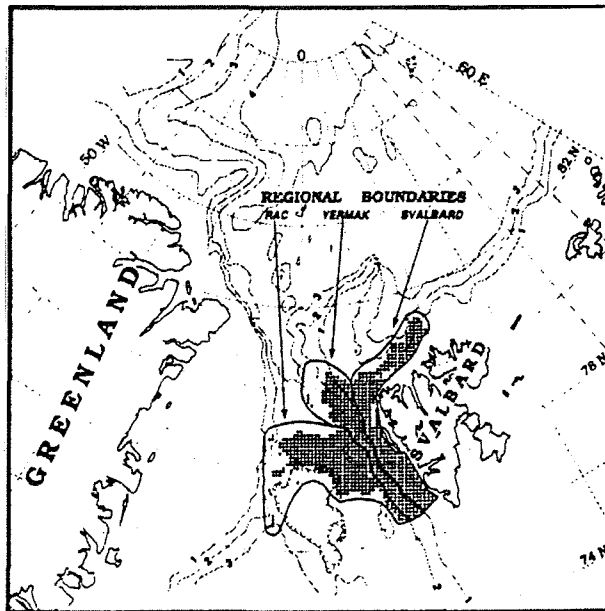 0
60 E
50 W
82 N
REGIONAL BOUNDARIES
RAC YERMAK SVALBARD
GREENLAND
SVALBARD
78 N
74 N